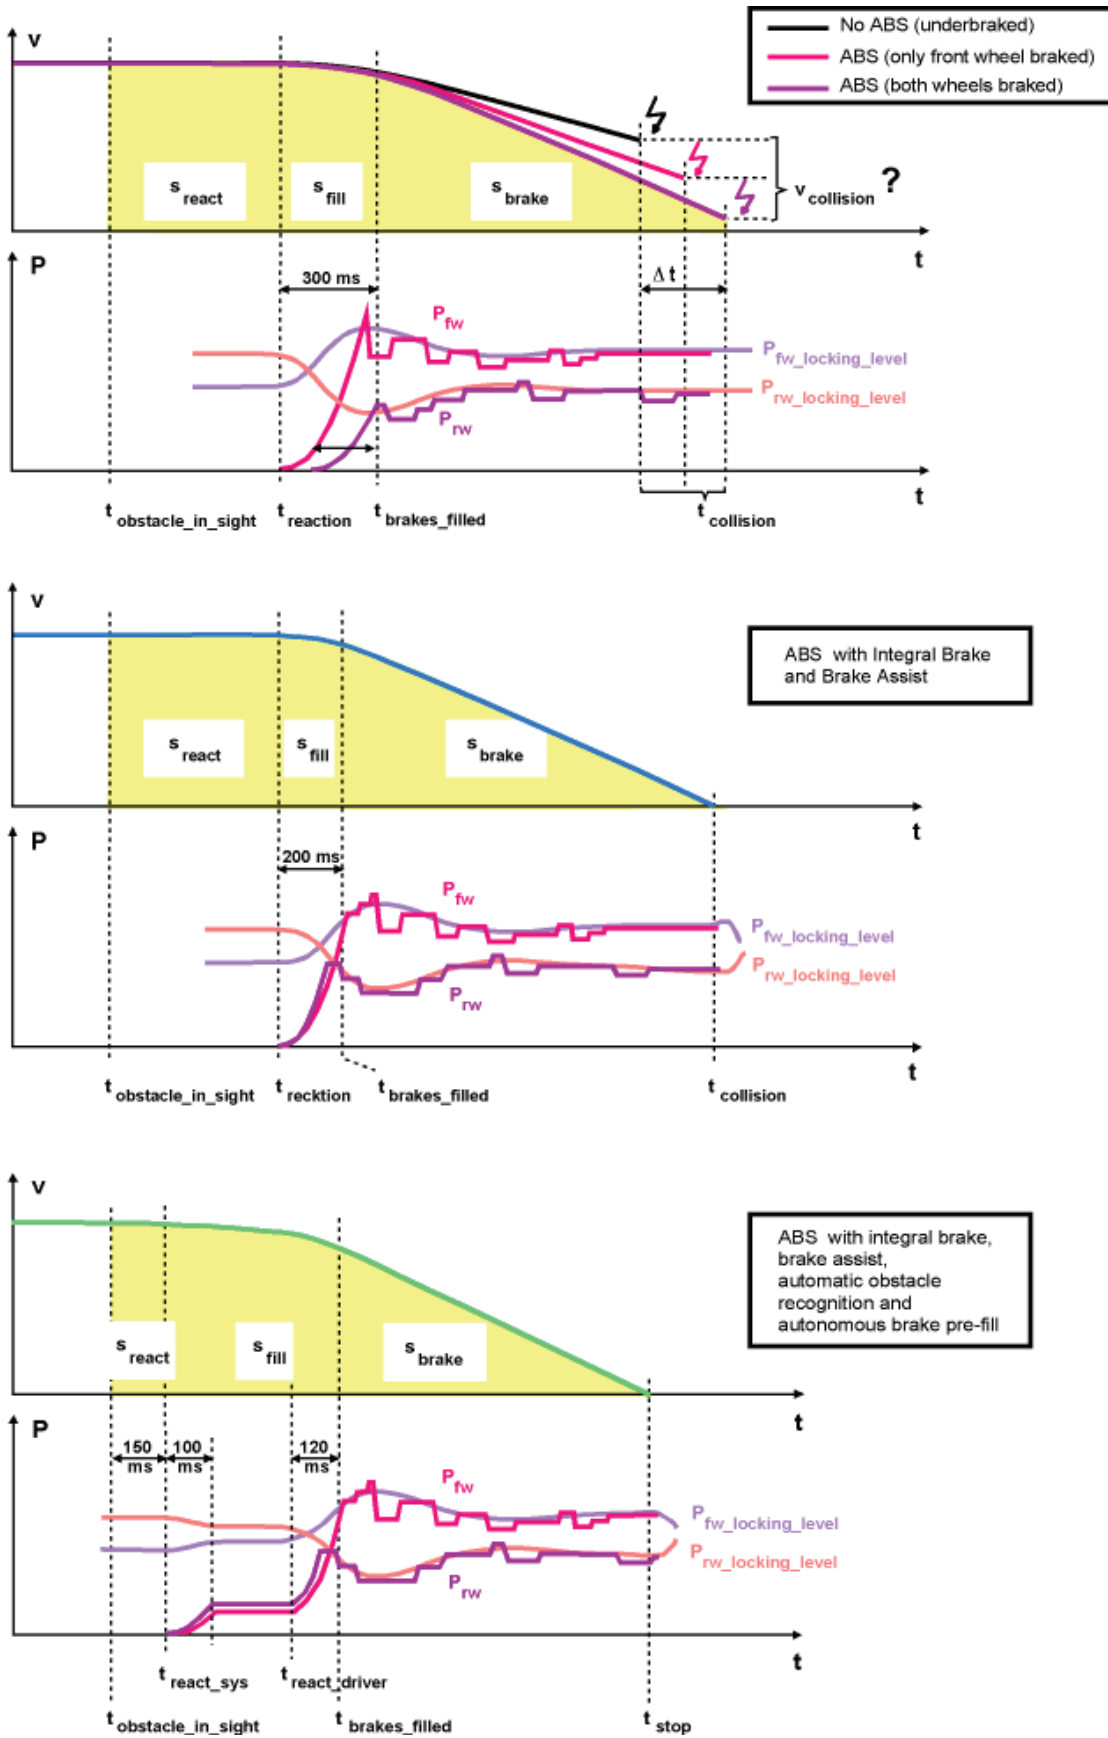 No ABS (underbraked)
ABS (only front wheel braked)
ABS (both wheels braked)
v
s react
s fill
s brake
v collision ?
t
P
300 ms
Δ t
P fw
P fw_locking_level
P rw_locking_level
P rw
t
t obstacle_in_sight
t reaction
t brakes_filled
t collision
v
ABS with Integral Brake
and Brake Assist
s react
s fill
s brake
t
P
200 ms
P fw
P fw_locking_level
P rw_locking_level
P rw
t
t obstacle_in_sight
t recktion
t brakes_filled
t collision
v
ABS with integral brake,
brake assist,
automatic obstacle
recognition and
autonomous brake pre-fill
s react
s fill
s brake
t
P
150
ms
100
ms
120
ms
P fw
P fw_locking_level
P rw_locking_level
P rw
t
t react_sys
t react_driver
t obstacle_in_sight
t brakes_filled
t stop